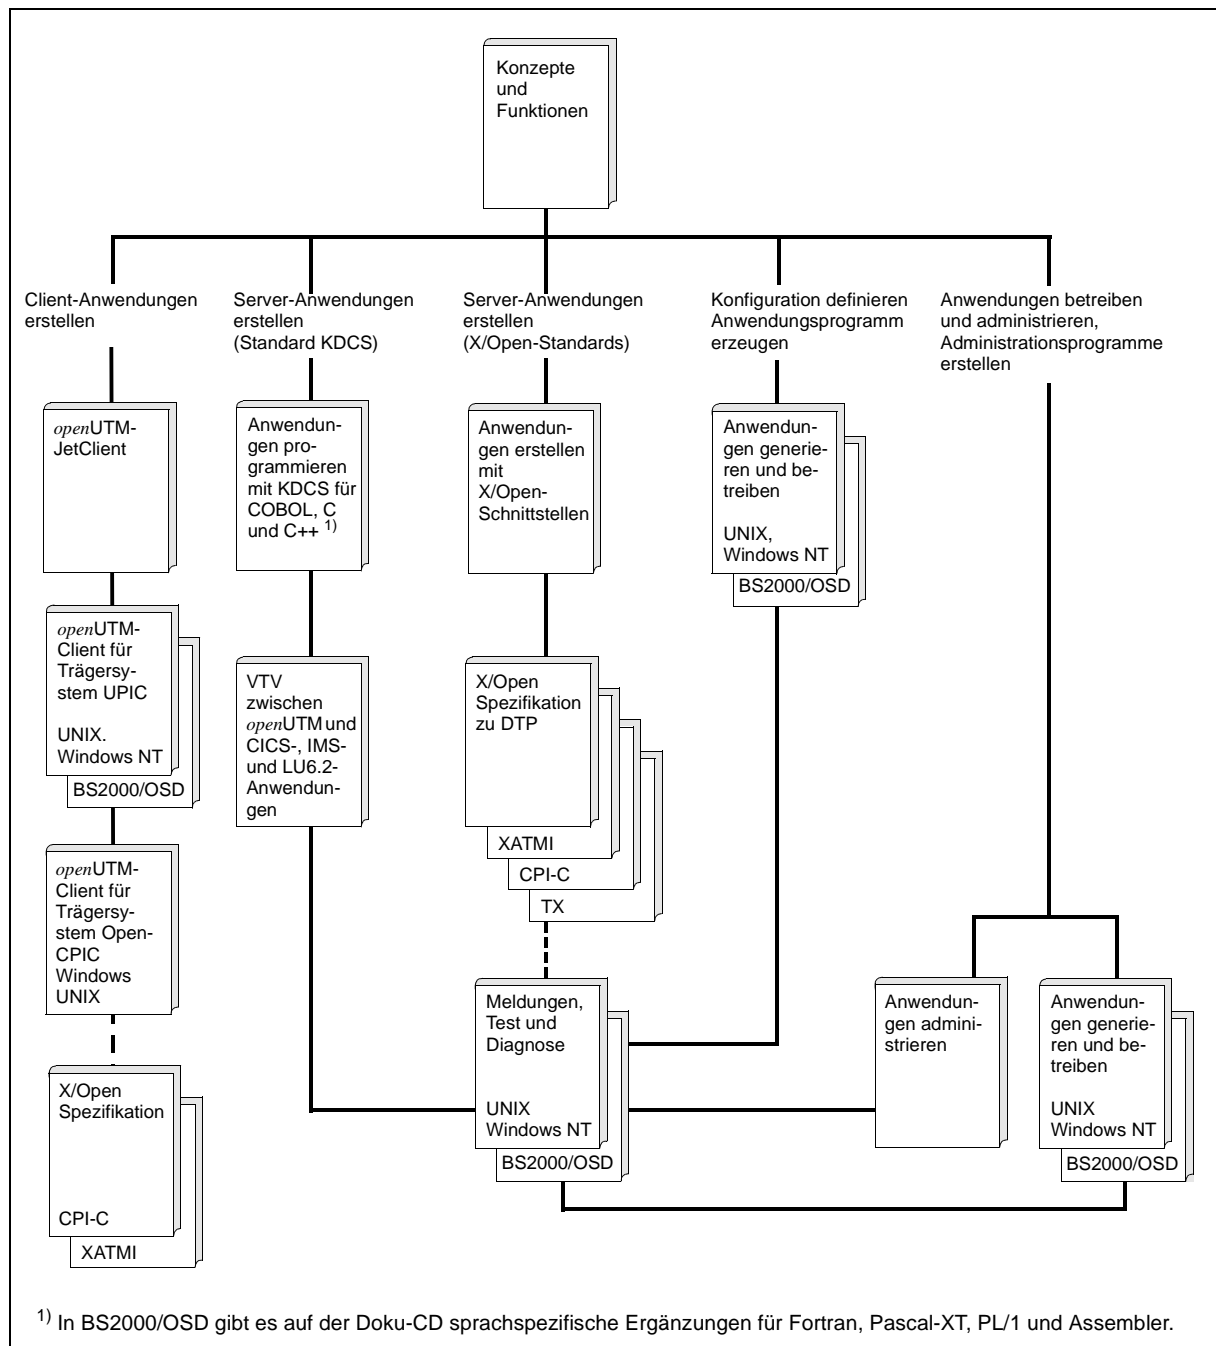 Konzepte
und
Funktionen
Client-Anwendungen
erstellen
Server-Anwendungen
erstellen
(Standard KDCS)
Server-Anwendungen
erstellen
(X/Open-Standards)
Konfiguration definieren
Anwendungsprogramm
erzeugen
Anwendungen betreiben
und administrieren,
Administrationsprogramme
erstellen
openUTM-
JetClient
Anwendun-
gen pro-
grammieren
mit KDCS für
COBOL, C
und C++ 1)
Anwendun-
gen erstellen
mit
X/Open-
Schnittstellen
Anwendun-
gen generie-
ren und be-
treiben
UNIX,
Windows NT
BS2000/OSD
openUTM-
Client für
Trägersy-
stem UPIC
UNIX.
Windows NT
BS2000/OSD
VTV
zwischen
openUTM und
CICS-, IMS-
und LU6.2-
Anwendun-
gen
X/Open
Spezifikation
zu DTP
XATMI
CPI-C
TX
openUTM-
Client für
Trägersy-
stem Open-
CPIC
Windows
UNIX
Meldungen,
Test und
Diagnose
UNIX
Windows NT
BS2000/OSD
Anwendun-
gen admini-
strieren
Anwendun-
gen generie-
ren und be-
treiben
UNIX
Windows NT
BS2000/OSD
X/Open
Spezifikation
CPI-C
XATMI
1) In BS2000/OSD gibt es auf der Doku-CD sprachspezifische Ergänzungen für Fortran, Pascal-XT, PL/1 und Assembler.